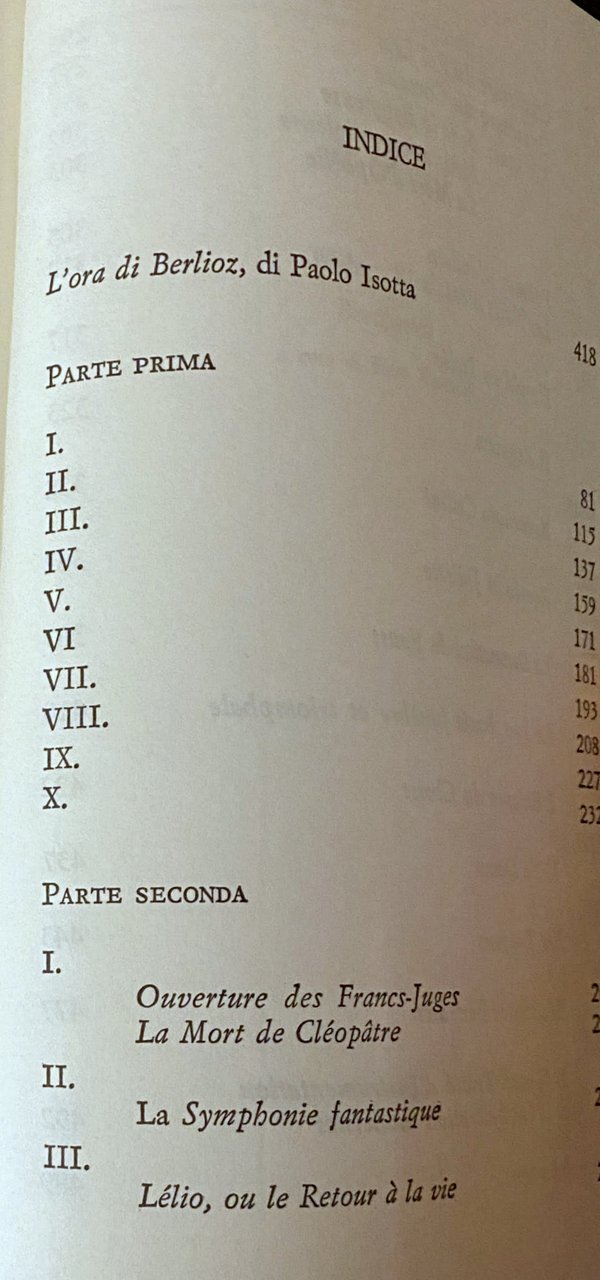 INDICE
L'ora di Berlioz, di Paolo Isotta 418
PARTE PRIMA
I. 81
II. 115
III. 137
IV. 159
V. 171
VI 181
VII. 193
VIII. 208
IX. 227
X. 232
PARTE SECONDA
I.
Ouverture des Francs-Juges
La Mort de Cléopâtre
II.
La Symphonie fantastique
III.
Lélio, ou le Retour à la vie